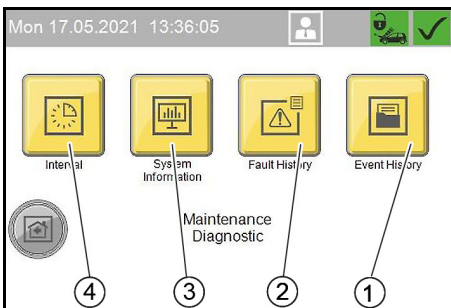 Mon 17.05.2021 13:36:05
Interval
System
Information
Fault History
Event History
Maintenance
Diagnostic
4
3
2
1